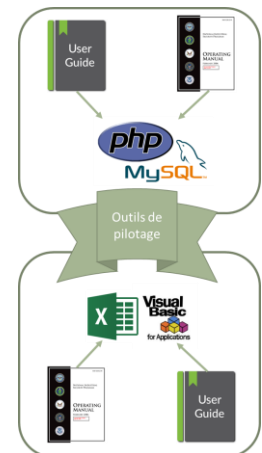 User
Guide
OPERATING
MANUAL
php
MySQL
Outils de
pilotage
X
Visual
Basic
for Applications
OPERATING
MANUAL
User
Guide